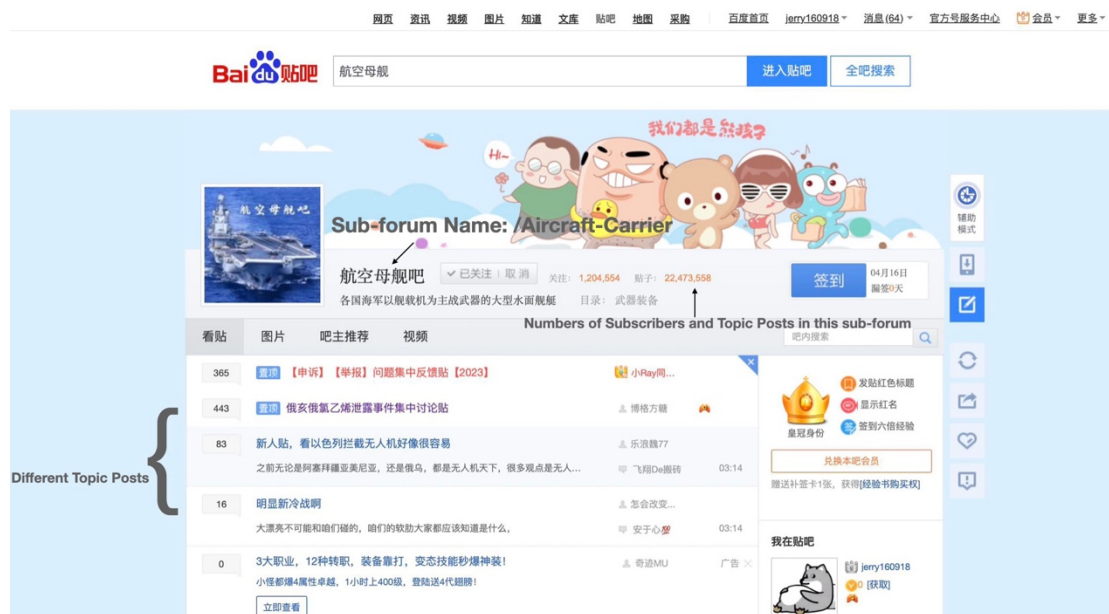 网页 资讯 视频 图片 知道 文库 贴吧 地图 采购 百度首页 jerry160918 消息(64) 官方号服务中心 会员 更多
Bai du 贴吧 航空母舰 进入贴吧 全吧搜索
我们都是熊孩子
Hi~
航空母舰吧
辅助模式
Sub-forum Name: /Aircraft-Carrier
航空母舰吧 已关注 取消 关注: 1,204,554 贴子: 22,473,558
签到 04月16日
漏签0天
各国海军以舰载机为主战武器的大型水面舰艇 目录: 武器装备
Numbers of Subscribers and Topic Posts in this sub-forum
看贴 图片 吧主推荐 视频 吧内搜索
365 置顶 【申诉】【举报】问题集中反馈贴【2023】 小Ray同...
443 置顶 俄亥俄氯乙烯泄露事件集中讨论贴 博格方糖
Different Topic Posts
83 新人贴，看以色列拦截无人机好像很容易 乐浪魏77
之前无论是阿塞拜疆亚美尼亚，还是俄乌，都是无人机天下，很多观点是无人... 飞翔De搬砖 03:14
16 明显新冷战啊 怎会改变...
大漂亮不可能和咱们碰的，咱们的软肋大家都应该知道是什么。 安于心💯 03:14
0 3大职业，12种转职，装备靠打，变态技能秒爆神装！ 奇迹MU 广告
小怪都爆4属性卓越，1小时上400级，登陆送4代翅膀！
立即查看
皇冠身份
发贴红色标题
显示红名
签到六倍经验
兑换本吧会员
赠送补签卡1张，获得[经验书购买权]
我在贴吧
jerry160918
0 [获取]